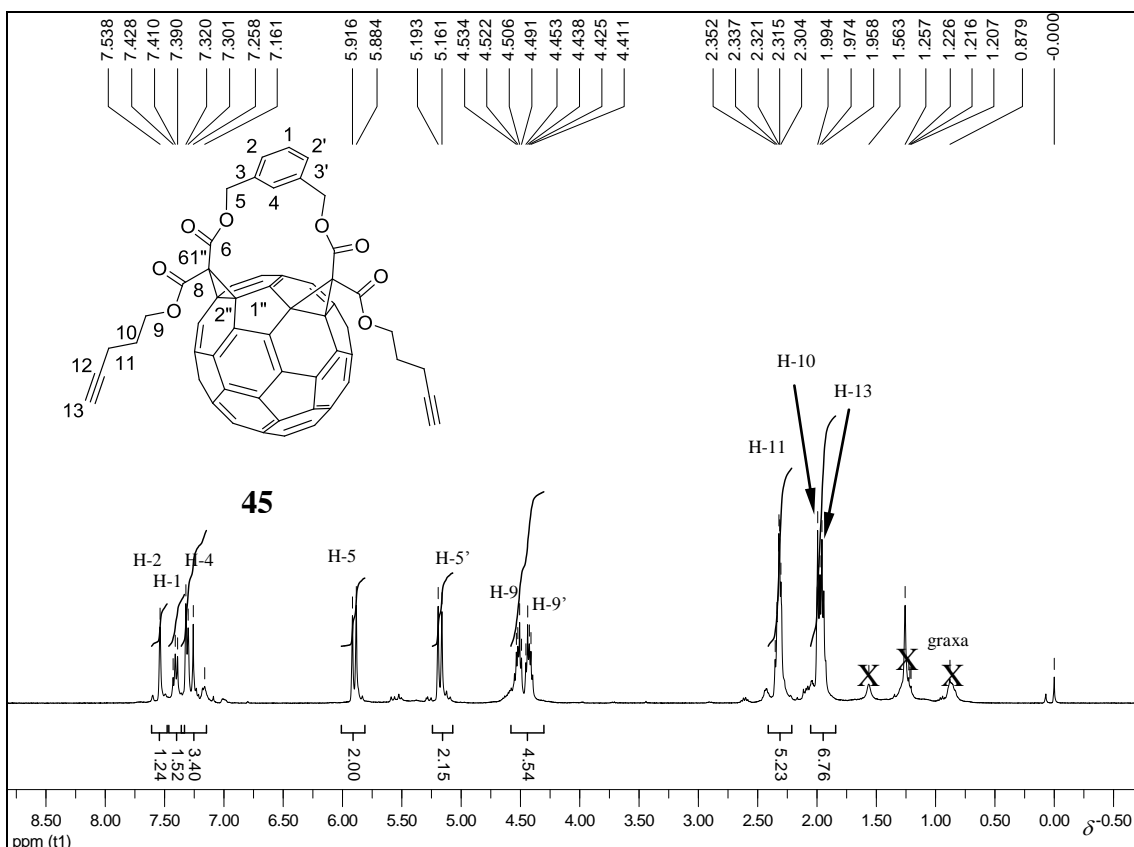 7.538 7.428 7.410 7.390 7.320 7.301 7.258 7.161 5.916 5.884 5.193 5.161 4.534 4.522 4.506 4.491 4.453 4.438 4.425 4.411 2.352 2.337 2.321 2.315 2.304 1.994 1.974 1.958 1.563 1.257 1.226 1.216 1.207 0.879 -0.000
1
2 2'
3 3'
5 4
O O
O 6 O
61"
O O
8 1"
O 2" O
10 9
12 11
13
H-10
H-13
H-11
45
H-2 H-4 H-5 H-5'
H-1
H-9 H-9'
graxa
X X X
1.24 1.52 3.40 2.00 2.15 4.54 5.23 6.76
8.50 8.00 7.50 7.00 6.50 6.00 5.50 5.00 4.50 4.00 3.50 3.00 2.50 2.00 1.50 1.00 0.50 0.00 δ -0.50
ppm (t1)